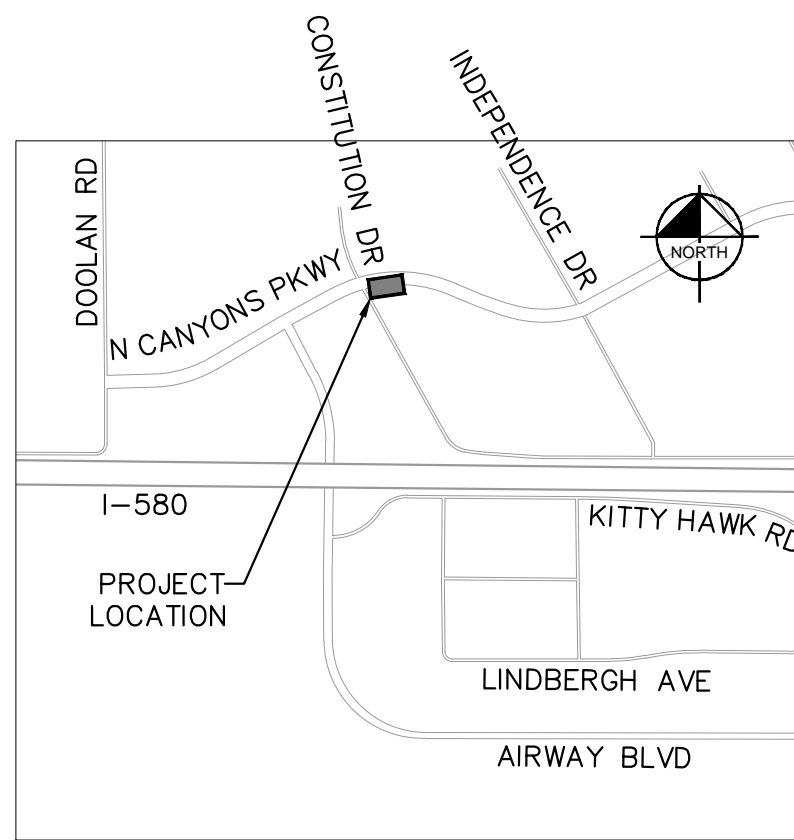 CONSTITUTION DR
INDEPENDENCE DR
DOOLAN RD
N CANYONS PKWY
NORTH
I-580
KITTY HAWK RD
PROJECT
LOCATION
LINDBERGH AVE
AIRWAY BLVD